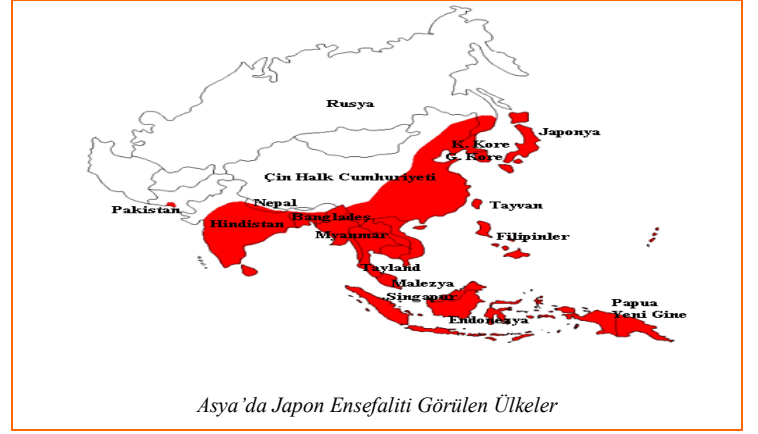 Rusya
Japonya
K. Kore
G. Kore
Çin Halk Cumhuriyeti
Nepal
Pakistan
Tayvan
Bangladeş
Hindistan
Myanmar
Filipinler
Tayland
Malezya
Singapur
Papua
Yeni Gine
Endonezya
Asya’da Japon Ensefaliti Görülen Ülkeler